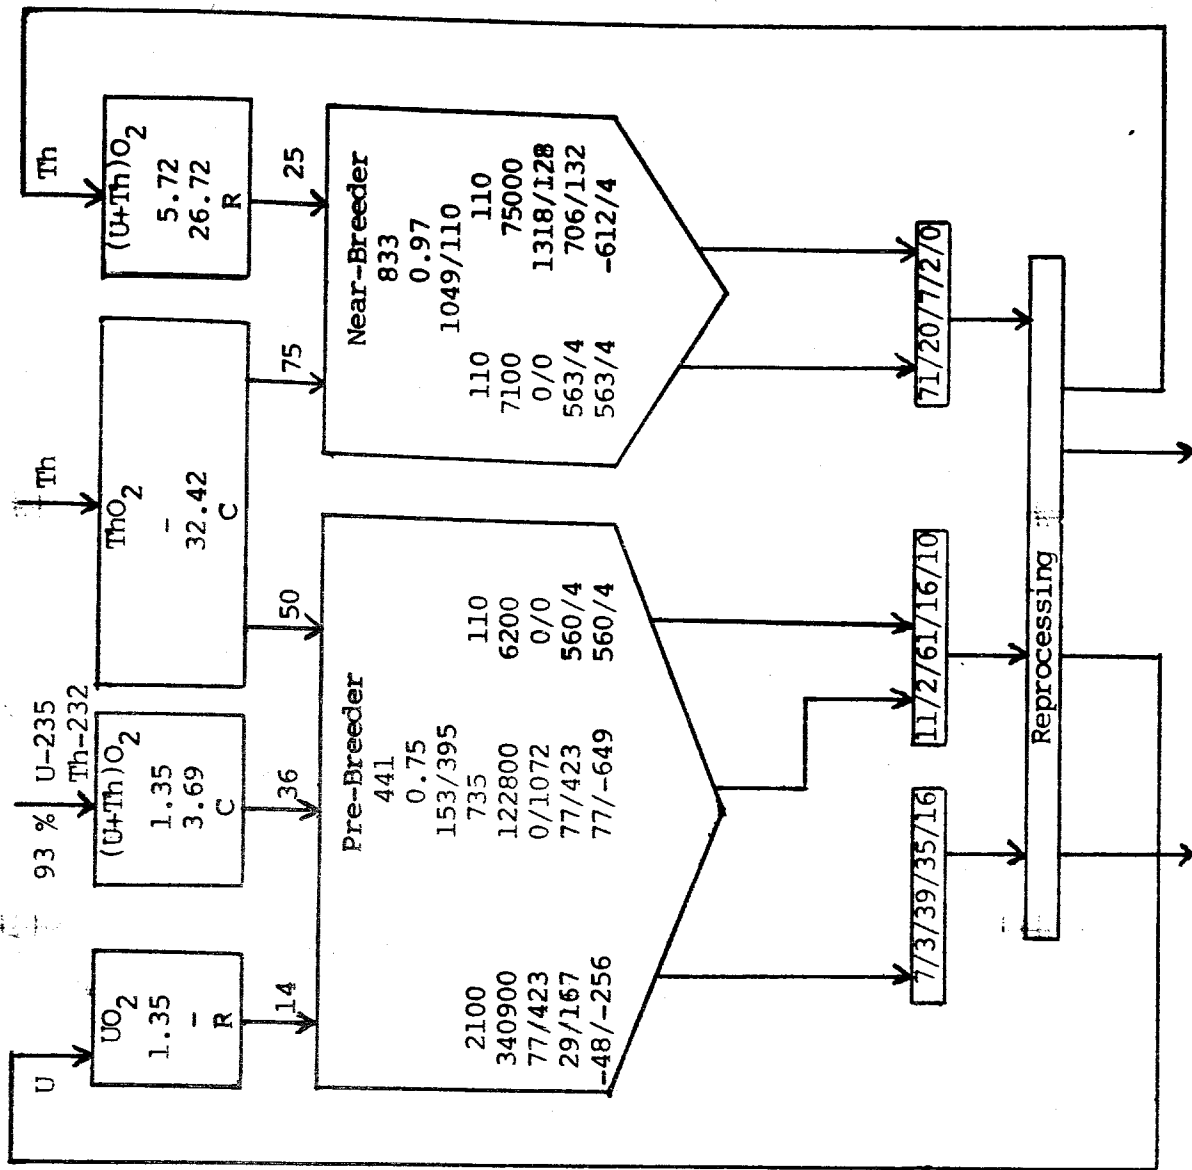 U
93 % U-235
Th-232
Th
Th
UO2
1.35
-
R
(U+Th)O2
1.35
3.69
C
ThO2
-
32.42
C
(U+Th)O2
5.72
26.72
R
14
36
50
75
25
Pre-Breeder
441
0.75
153/395
735
122800
0/1072
77/423
77/-649
2100
340900
77/423
29/167
-48/-256
110
6200
0/0
560/4
560/4
Near-Breeder
833
0.97
1049/110
110
7100
0/0
563/4
563/4
110
75000
1318/128
706/132
-612/4
7/3/39/35/16
11/2/61/16/10
71/20/7/2/0
Reprocessing